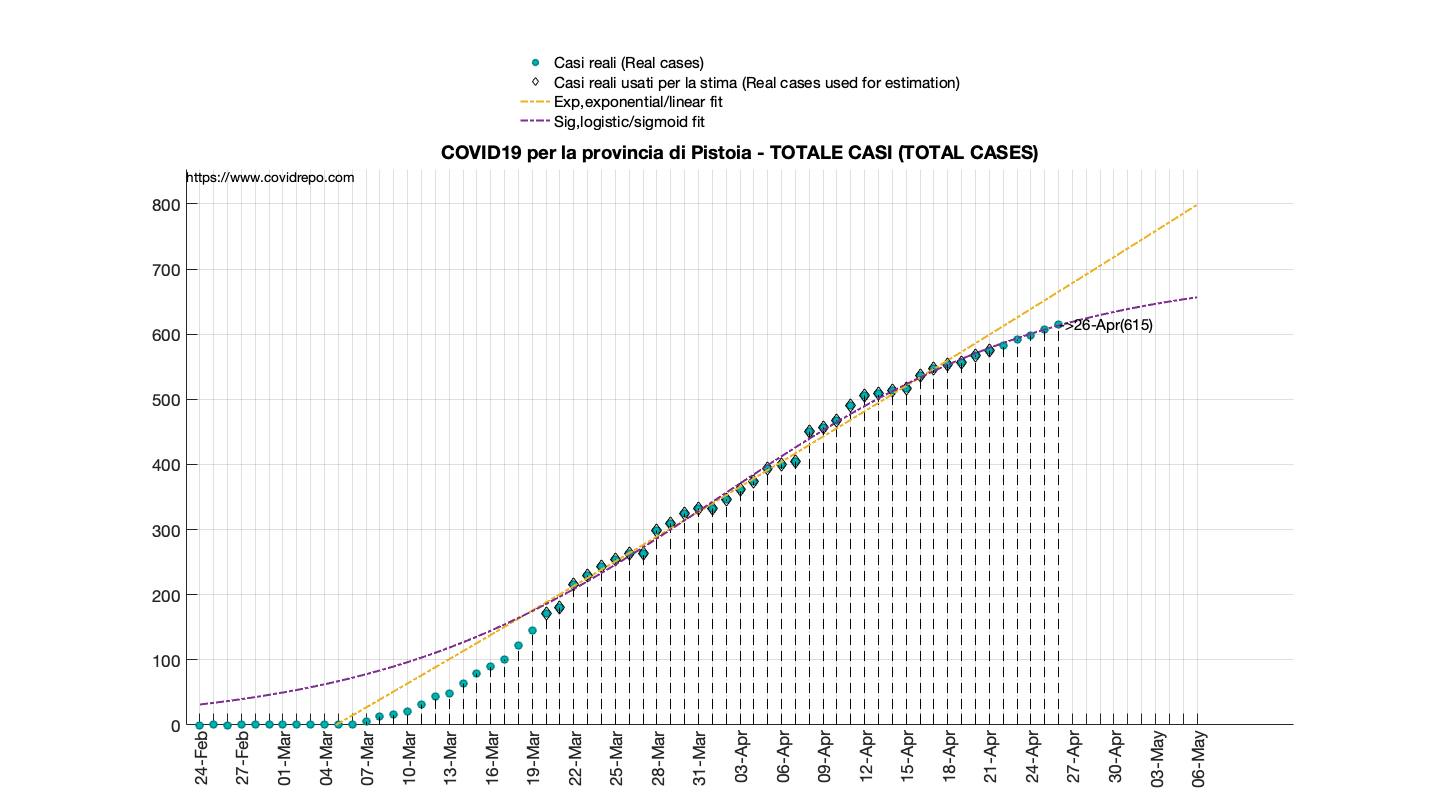 Casi reali (Real cases)
Casi reali usati per la stima (Real cases used for estimation)
Exp,exponential/linear fit
Sig,logistic/sigmoid fit
COVID19 per la provincia di Pistoia - TOTALE CASI (TOTAL CASES)
https://www.covidrepo.com
800
700
600
500
400
300
200
100
0
>26-Apr(615)
24-Feb
27-Feb
01-Mar
04-Mar
07-Mar
10-Mar
13-Mar
16-Mar
19-Mar
22-Mar
25-Mar
28-Mar
31-Mar
03-Apr
06-Apr
09-Apr
12-Apr
15-Apr
18-Apr
21-Apr
24-Apr
27-Apr
30-Apr
03-May
06-May